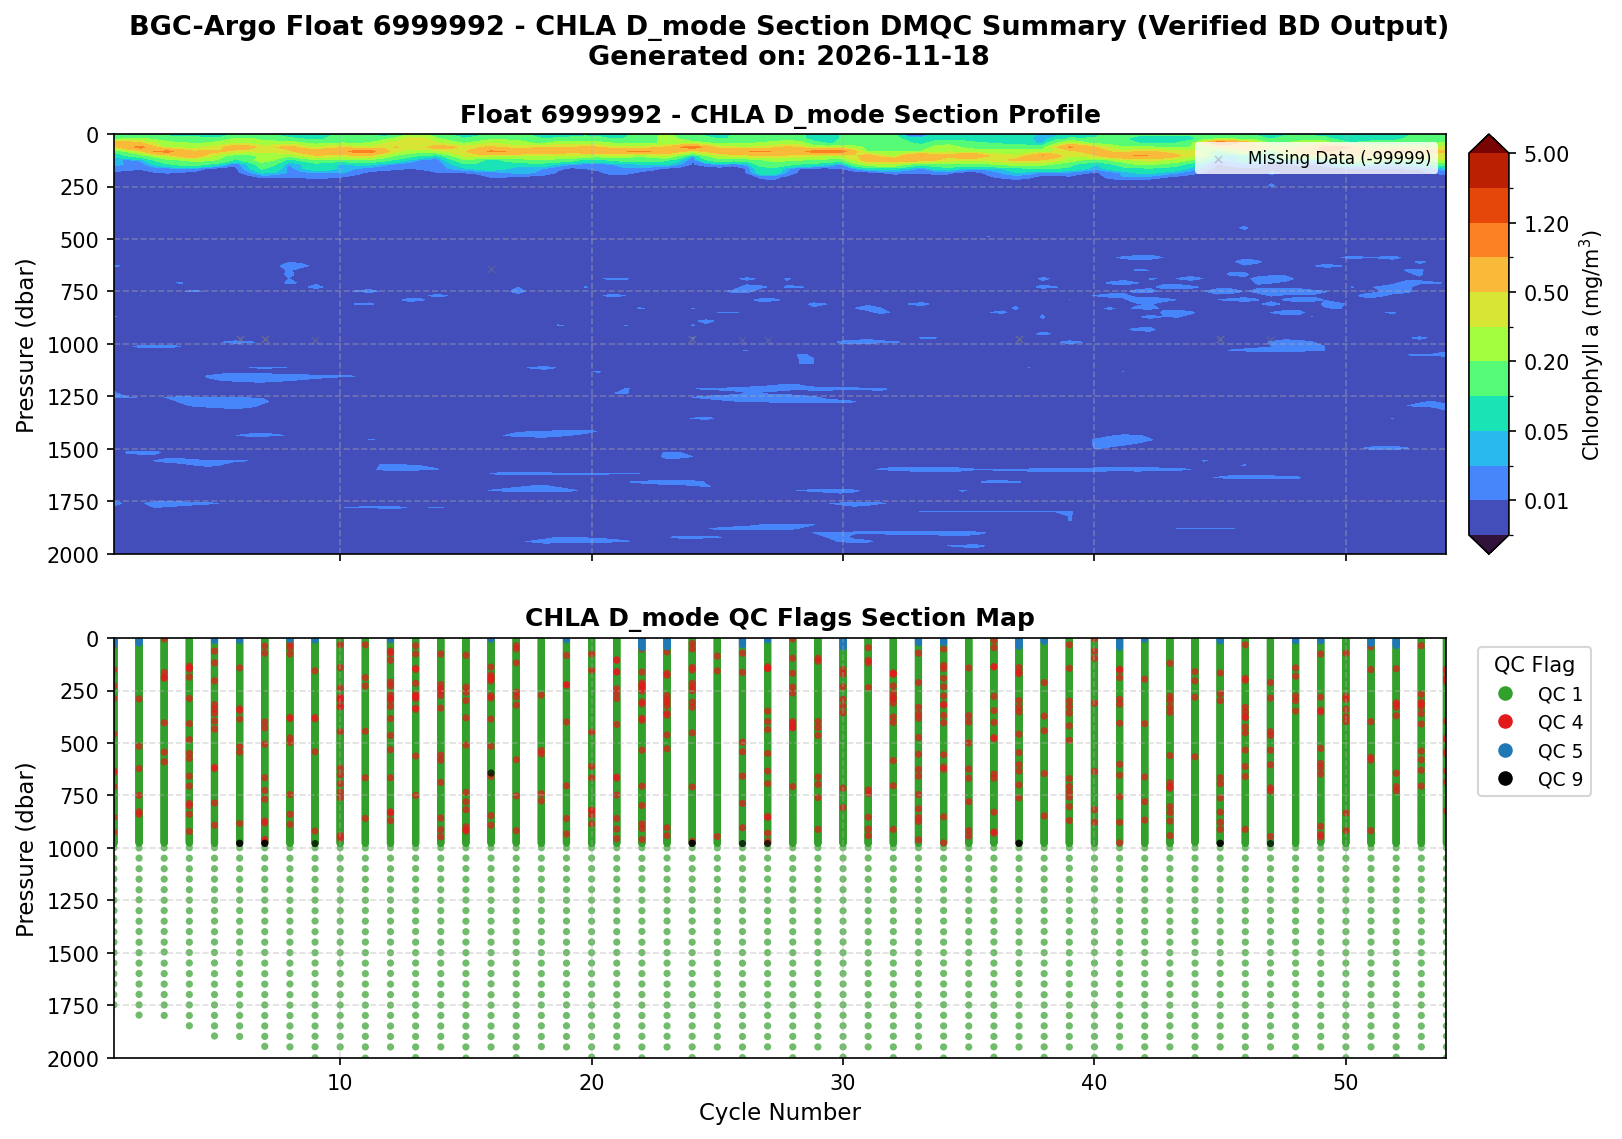 BGC-Argo Float 6999992 - CHLA D_mode Section DMQC Summary (Verified BD Output)
Generated on: 2026-11-18
Float 6999992 - CHLA D_mode Section Profile
Missing Data (-99999)
Pressure (dbar)
0
250
500
750
1000
1250
1500
1750
2000
5.00
1.20
0.50
0.20
0.05
0.01
Chlorophyll a (mg/m³)
CHLA D_mode QC Flags Section Map
Pressure (dbar)
0
250
500
750
1000
1250
1500
1750
2000
10
20
30
40
50
Cycle Number
QC Flag
QC 1
QC 4
QC 5
QC 9